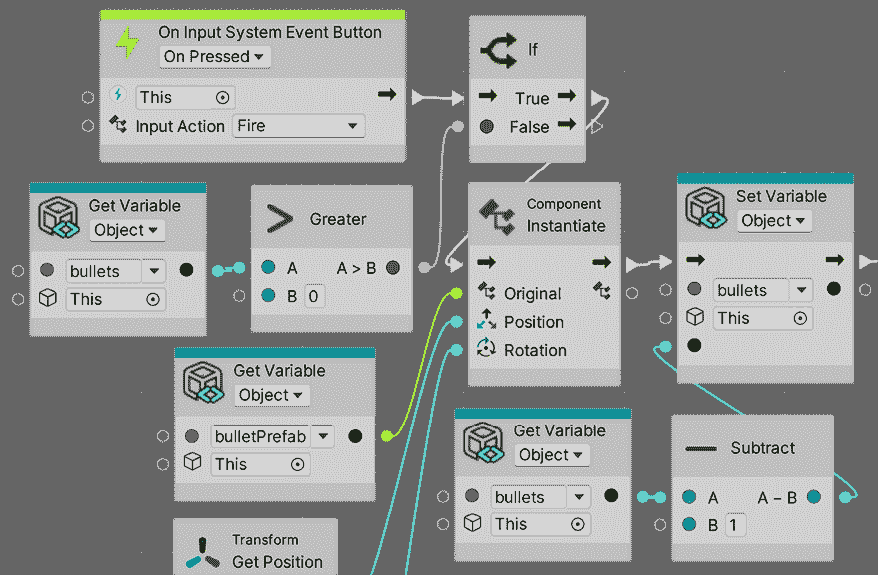 On Input System Event Button
On Pressed
This
Input Action Fire
If
True
False
Get Variable
Object
bullets
This
Greater
A A > B
B 0
Component
Instantiate
Original
Position
Rotation
Set Variable
Object
bullets
This
Get Variable
Object
bulletPrefab
This
Get Variable
Object
bullets
This
Subtract
A A – B
B 1
Transform
Get Position